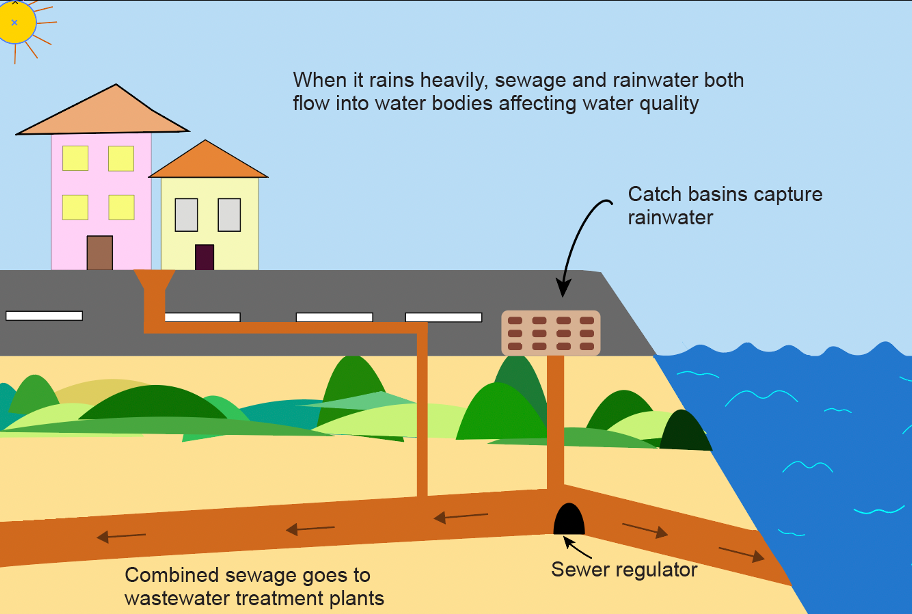 When it rains heavily, sewage and rainwater both
flow into water bodies affecting water quality
Catch basins capture
rainwater
Sewer regulator
Combined sewage goes to
wastewater treatment plants